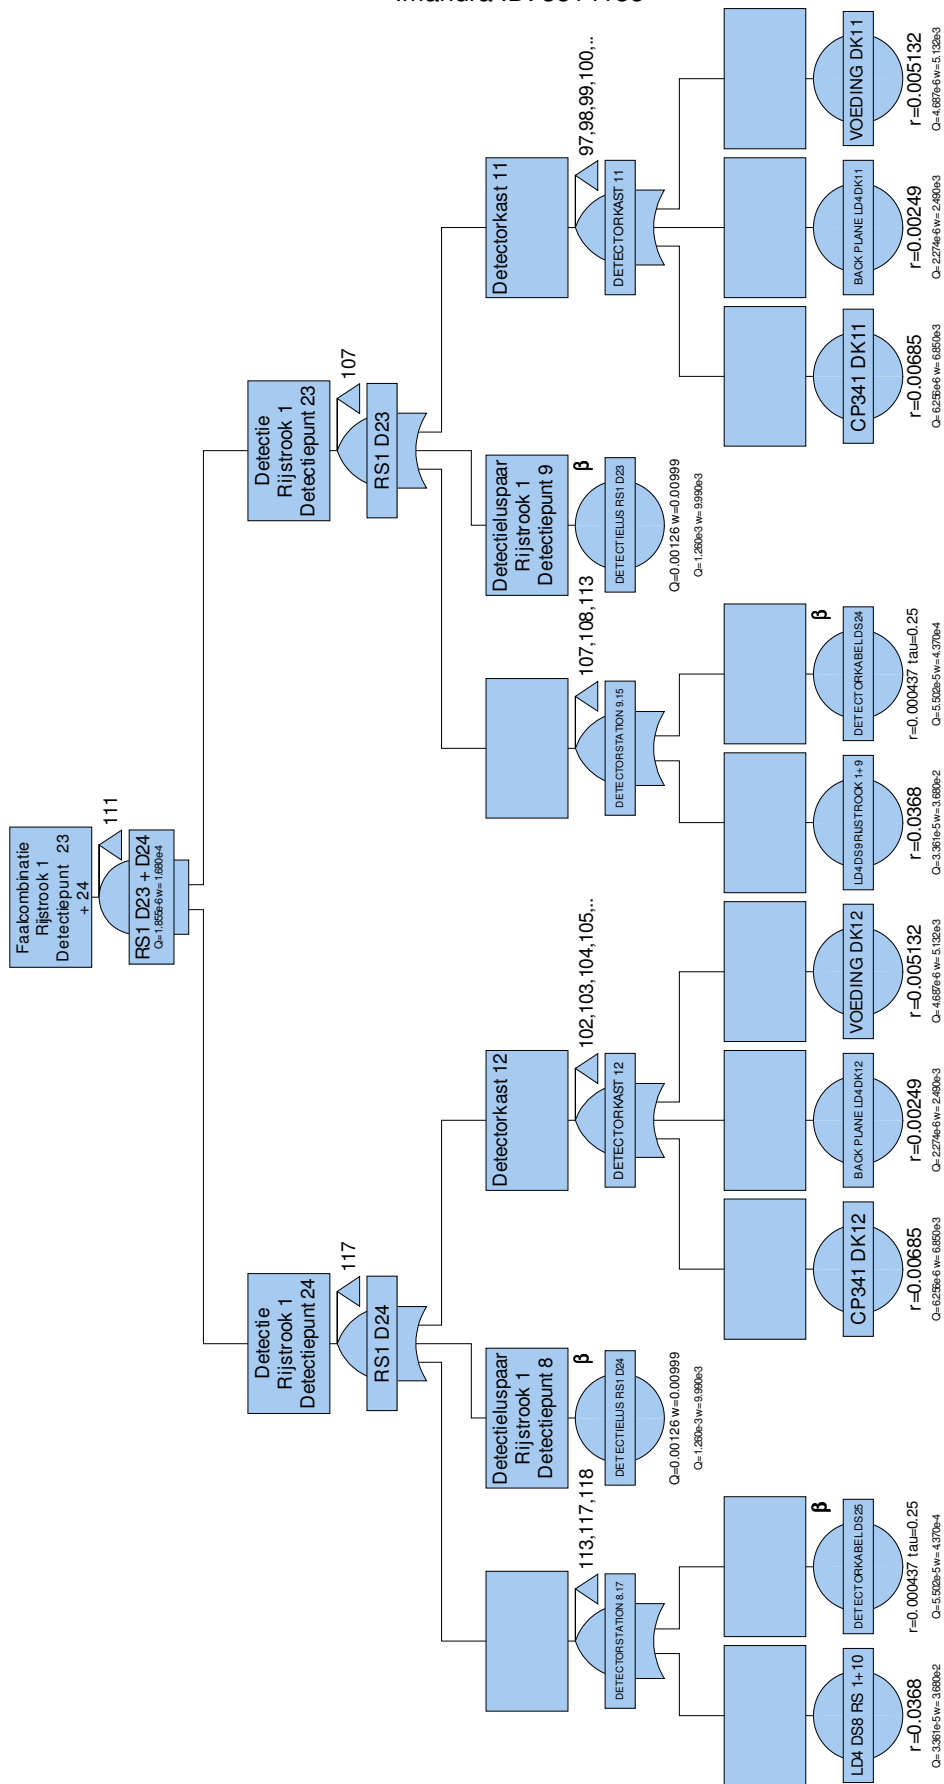 Faalcombinatie
Rijstrook 1
Detectiepunt 23
+ 24
111
RS1 D23 + D24
Q=1.855e-6 w=1.680e-4
Detectie
Rijstrook 1
Detectiepunt 24
117
RS1 D24
Detectie
Rijstrook 1
Detectiepunt 23
107
RS1 D23
113,117,118
DETECTORSTATION 8.17
Detectieluspaar
Rijstrook 1
Detectiepunt 8
β
DETECTIELUS RS1 D24
Q=0.00126 w=0.00999
Q=1.260e-3 w=9.990e-3
Detectorkast 12
102,103,104,105,..
DETECTORKAST 12
107,108,113
DETECTORSTATION 9.15
Detectieluspaar
Rijstrook 1
Detectiepunt 9
β
DETECTIELUS RS1 D23
Q=0.00126 w=0.00999
Q=1.260e-3 w=9.990e-3
Detectorkast 11
97,98,99,100,..
DETECTORKAST 11
LD4 DS8 RS 1+10
r=0.0368
Q=3.361e-5 w=3.680e-2
β
DETECTORKABEL DS25
r=0.000437 tau=0.25
Q=5.502e-5 w=4.370e-4
CP341 DK12
r=0.00685
Q=6.256e-6 w=6.850e-3
BACK PLANE LD4 DK12
r=0.00249
Q=2.274e-6 w=2.490e-3
VOEDING DK12
r=0.005132
Q=4.687e-6 w=5.132e-3
LD4 DS9 RIJSTROOK 1+9
r=0.0368
Q=3.361e-5 w=3.680e-2
β
DETECTORKABEL DS24
r=0.000437 tau=0.25
Q=5.502e-5 w=4.370e-4
CP341 DK11
r=0.00685
Q=6.256e-6 w=6.850e-3
BACK PLANE LD4 DK11
r=0.00249
Q=2.274e-6 w=2.490e-3
VOEDING DK11
r=0.005132
Q=4.687e-6 w=5.132e-3